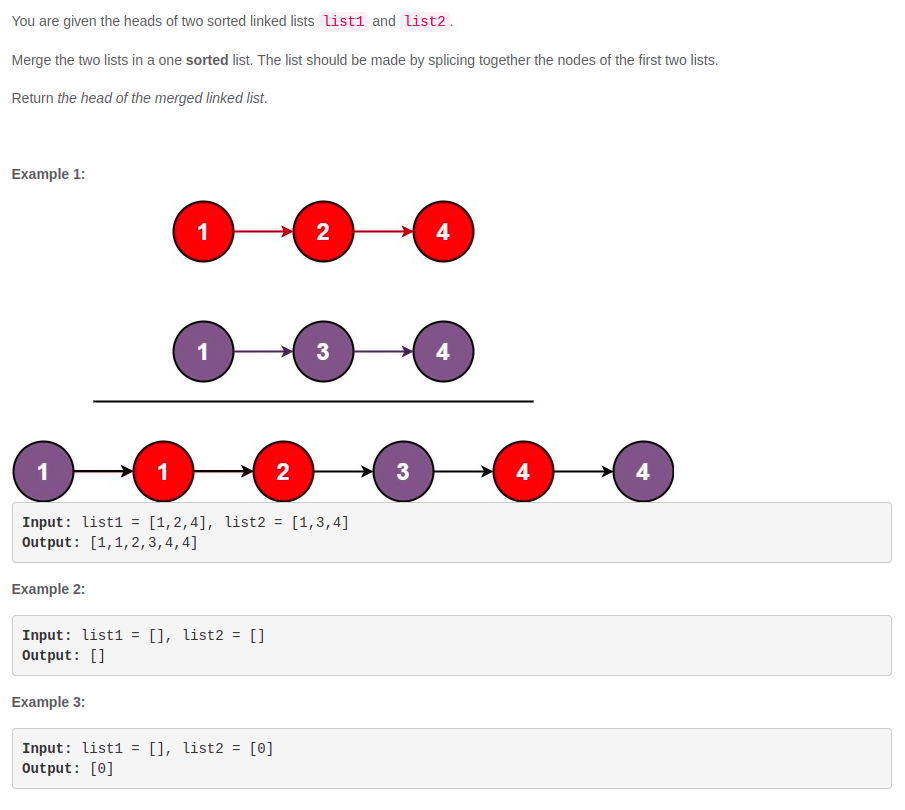 You are given the heads of two sorted linked lists list1 and list2.
Merge the two lists in a one sorted list. The list should be made by splicing together the nodes of the first two lists.
Return the head of the merged linked list.
Example 1:
1 2 4
1 3 4
1 1 2 3 4 4
Input: list1 = [1,2,4], list2 = [1,3,4]
Output: [1,1,2,3,4,4]
Example 2:
Input: list1 = [], list2 = []
Output: []
Example 3:
Input: list1 = [], list2 = [0]
Output: [0]